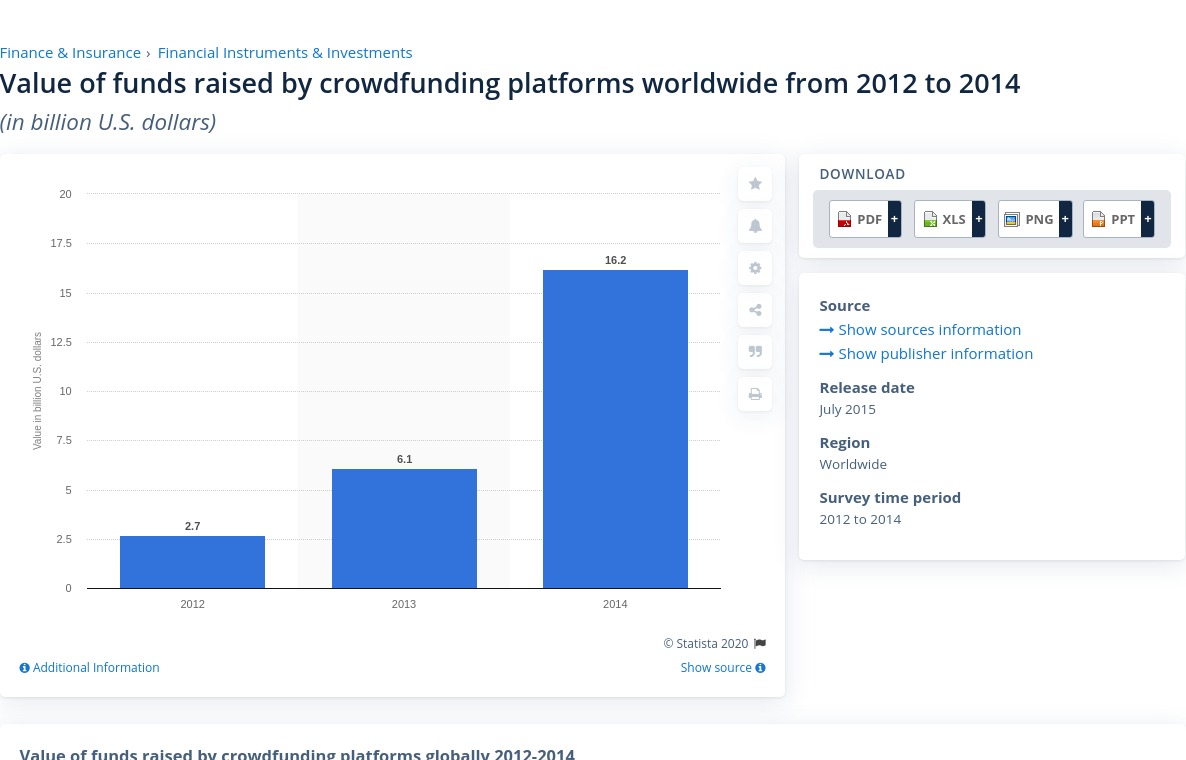 Finance & Insurance › Financial Instruments & Investments
Value of funds raised by crowdfunding platforms worldwide from 2012 to 2014
(in billion U.S. dollars)
Value in billion U.S. dollars
20
17.5
15
12.5
10
7.5
5
2.5
0
2.7
6.1
16.2
2012
2013
2014
© Statista 2020
Additional Information
Show source
DOWNLOAD
PDF +
XLS +
PNG +
PPT +
Source
Show sources information
Show publisher information
Release date
July 2015
Region
Worldwide
Survey time period
2012 to 2014
Value of funds raised by crowdfunding platforms globally 2012-2014